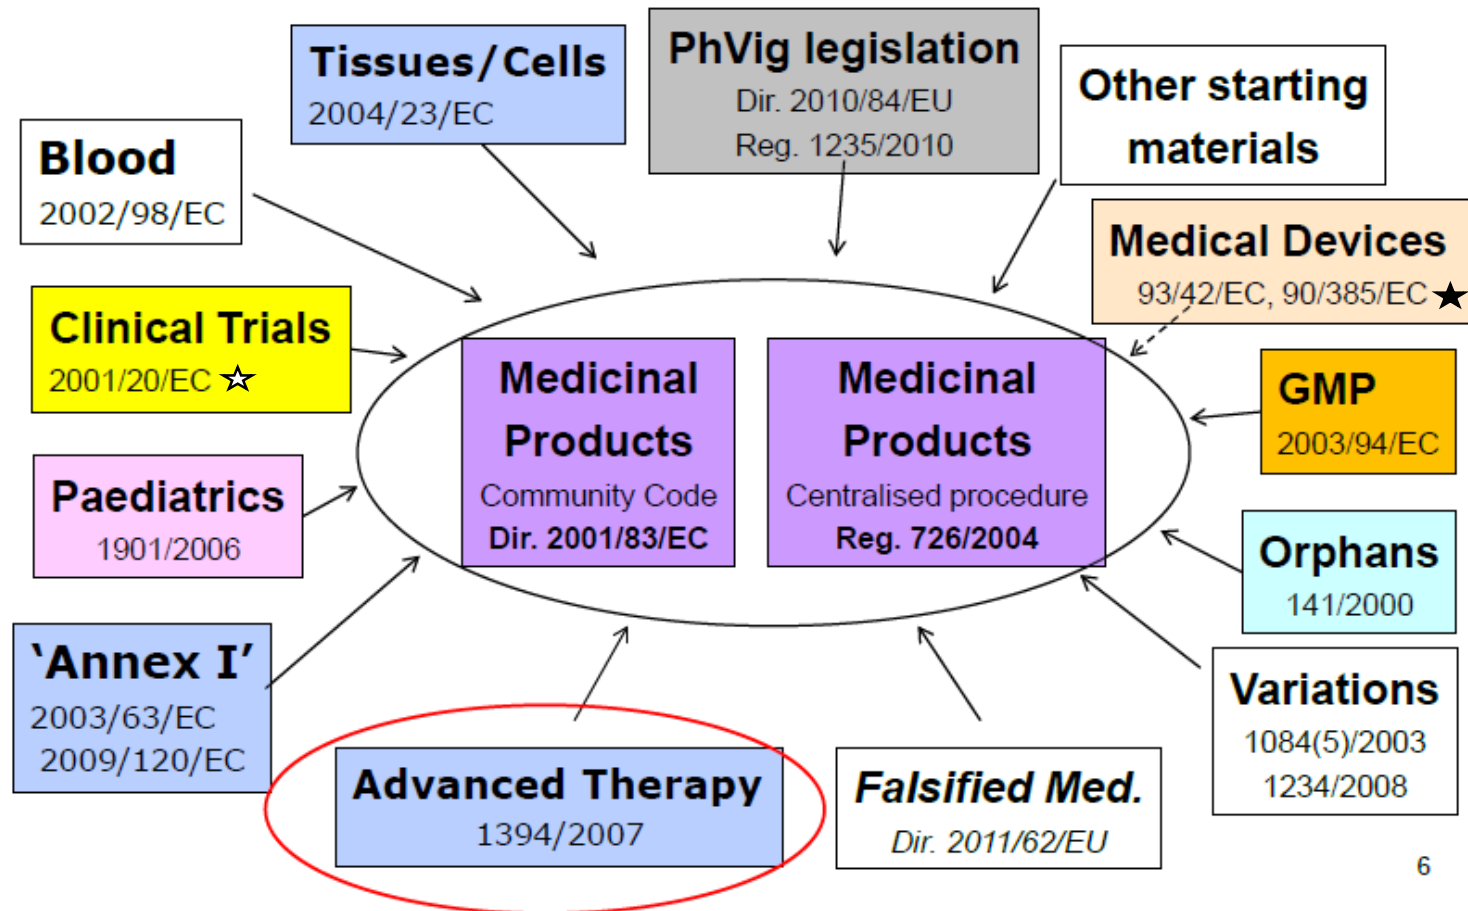 Tissues/Cells
2004/23/EC
PhVig legislation
Dir. 2010/84/EU
Reg. 1235/2010
Other starting
materials
Blood
2002/98/EC
Medical Devices
93/42/EC, 90/385/EC ★
Clinical Trials
2001/20/EC ☆
Medicinal
Products
Community Code
Dir. 2001/83/EC
Medicinal
Products
Centralised procedure
Reg. 726/2004
GMP
2003/94/EC
Paediatrics
1901/2006
Orphans
141/2000
‘Annex I’
2003/63/EC
2009/120/EC
Variations
1084(5)/2003
1234/2008
Advanced Therapy
1394/2007
Falsified Med.
Dir. 2011/62/EU
6